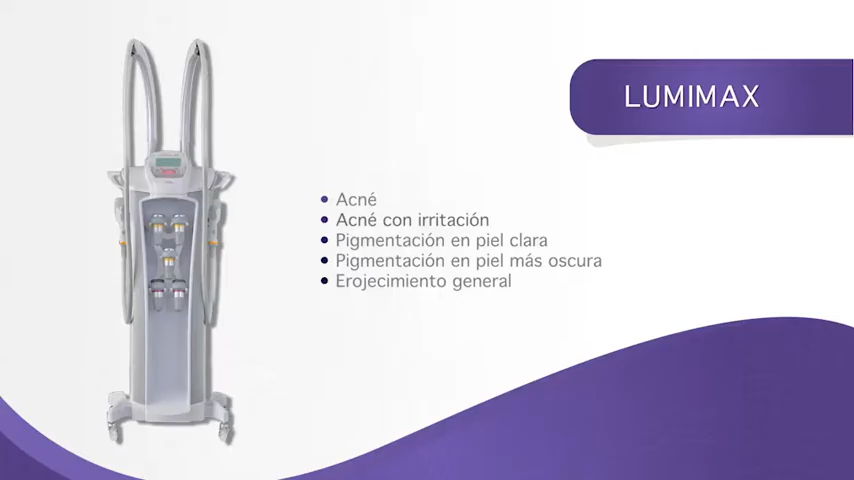 LUMIMAX
Acné
Acné con irritación
Pigmentación en piel clara
Pigmentación en piel más oscura
Erojecimiento general